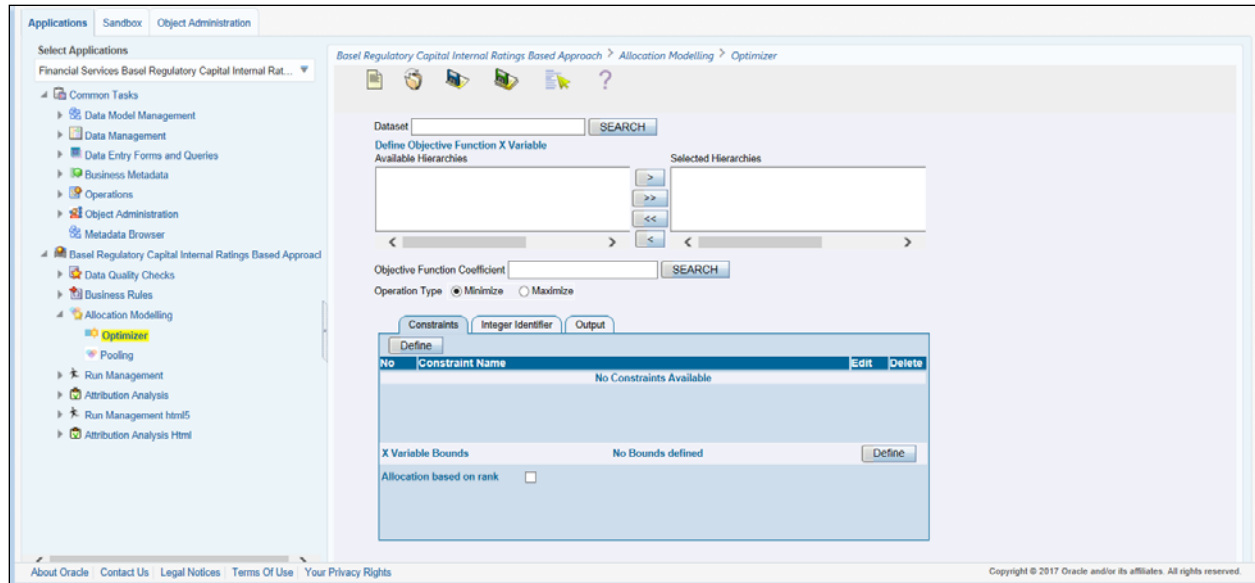 Applications Sandbox Object Administration
Select Applications
Financial Services Basel Regulatory Capital Internal Rat...
Common Tasks
Data Model Management
Data Management
Data Entry Forms and Queries
Business Metadata
Operations
Object Administration
Metadata Browser
Basel Regulatory Capital Internal Ratings Based Approacl
Data Quality Checks
Business Rules
Allocation Modelling
Optimizer
Pooling
Run Management
Attribution Analysis
Run Management html5
Attribution Analysis Html
Basel Regulatory Capital Internal Ratings Based Approach > Allocation Modelling > Optimizer
?
Dataset SEARCH
Define Objective Function X Variable
Available Hierarchies Selected Hierarchies
>
>>
<<
<
Objective Function Coefficient SEARCH
Operation Type Minimize Maximize
Constraints Integer Identifier Output
Define
No Constraint Name Edit Delete
No Constraints Available
X Variable Bounds No Bounds defined Define
Allocation based on rank
About Oracle Contact Us Legal Notices Terms Of Use Your Privacy Rights
Copyright © 2017 Oracle and/or its affiliates. All rights reserved.